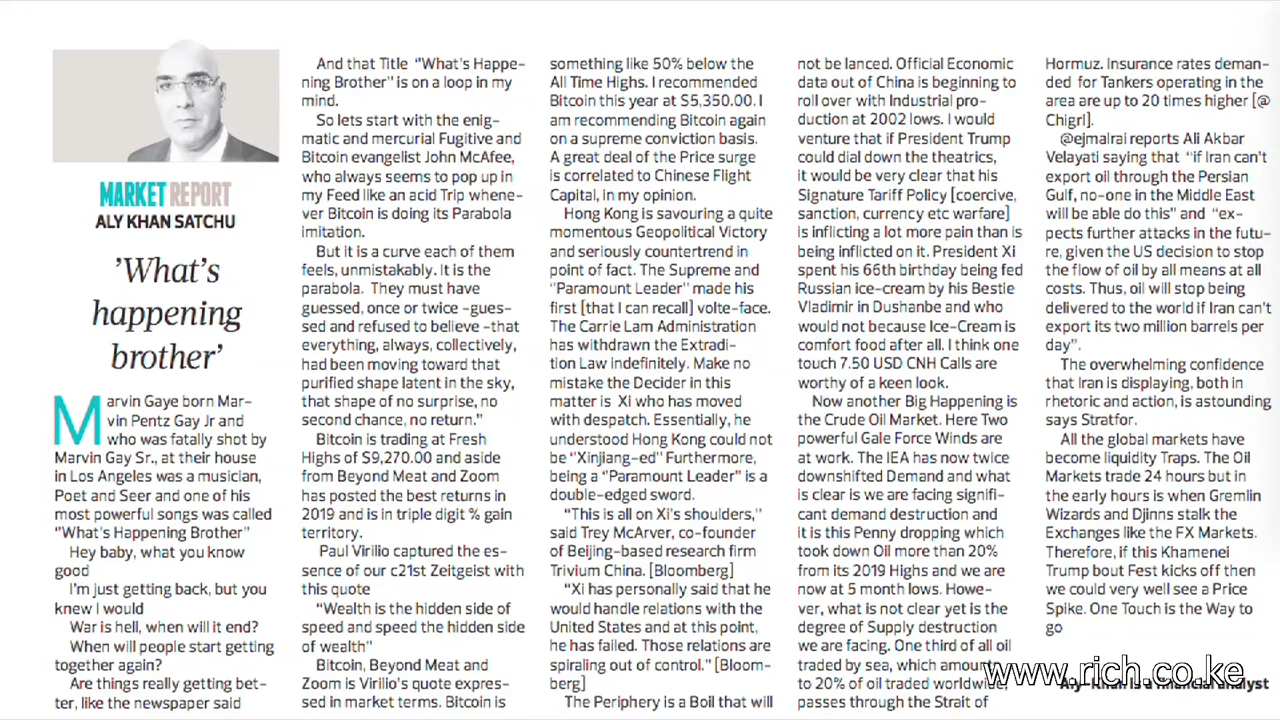 MARKET REPORT
ALY KHAN SATCHU
'What's
happening
brother'
Marvin Gaye born Mar-
vin Pentz Gay Jr and
who was fatally shot by
Marvin Gay Sr., at their house
in Los Angeles was a musician,
Poet and Seer and one of his
most powerful songs was called
"What's Happening Brother"
Hey baby, what you know
good
I'm just getting back, but you
knew I would
War is hell, when will it end?
When will people start getting
together again?
Are things really getting bet-
ter, like the newspaper said
And that Title "What's Happe-
ning Brother" is on a loop in my
mind.
So lets start with the enig-
matic and mercurial Fugitive and
Bitcoin evangelist John McAfee,
who always seems to pop up in
my Feed like an acid Trip whene-
ver Bitcoin is doing its Parabola
imitation.
But it is a curve each of them
feels, unmistakably. It is the
parabola. They must have
guessed, once or twice -gues-
sed and refused to believe -that
everything, always, collectively,
had been moving toward that
purified shape latent in the sky,
that shape of no surprise, no
second chance, no return."
Bitcoin is trading at Fresh
Highs of $9,270.00 and aside
from Beyond Meat and Zoom
has posted the best returns in
2019 and is in triple digit % gain
territory.
Paul Virilio captured the es-
sence of our c21st Zeitgeist with
this quote
"Wealth is the hidden side of
speed and speed the hidden side
of wealth"
Bitcoin, Beyond Meat and
Zoom is Virilio's quote expres-
sed in market terms. Bitcoin is
something like 50% below the
All Time Highs. I recommended
Bitcoin this year at $5,350.00. I
am recommending Bitcoin again
on a supreme conviction basis.
A great deal of the Price surge
is correlated to Chinese Flight
Capital, in my opinion.
Hong Kong is savouring a quite
momentous Geopolitical Victory
and seriously countertrend in
point of fact. The Supreme and
"Paramount Leader" made his
first [that I can recall] volte-face.
The Carrie Lam Administration
has withdrawn the Extradi-
tion Law indefinitely. Make no
mistake the Decider in this
matter is Xi who has moved
with despatch. Essentially, he
understood Hong Kong could not
be "Xinjiang-ed" Furthermore,
being a "Paramount Leader" is a
double-edged sword.
"This is all on Xi's shoulders,"
said Trey McArver, co-founder
of Beijing-based research firm
Trivium China. [Bloomberg]
"Xi has personally said that he
would handle relations with the
United States and at this point,
he has failed. Those relations are
spiraling out of control." [Bloom-
berg]
The Periphery is a Boil that will
not be lanced. Official Economic
data out of China is beginning to
roll over with Industrial pro-
duction at 2002 lows. I would
venture that if President Trump
could dial down the theatrics,
it would be very clear that his
Signature Tariff Policy [coercive,
sanction, currency etc warfare]
is inflicting a lot more pain than is
being inflicted on it. President Xi
spent his 66th birthday being fed
Russian ice-cream by his Bestie
Vladimir in Dushanbe and who
would not because Ice-Cream is
comfort food after all. I think one
touch 7.50 USD CNH Calls are
worthy of a keen look.
Now another Big Happening is
the Crude Oil Market. Here Two
powerful Gale Force Winds are
at work. The IEA has now twice
downshifted Demand and what
is clear is we are facing signifi-
cant demand destruction and
it is this Penny dropping which
took down Oil more than 20%
from its 2019 Highs and we are
now at 5 month lows. Howe-
ver, what is not clear yet is the
degree of Supply destruction
we are facing. One third of all oil
traded by sea, which amounts
to 20% of oil traded worldwide,
passes through the Strait of
Hormuz. Insurance rates deman-
ded for Tankers operating in the
area are up to 20 times higher [@
Chigrl].
@ejmalrai reports Ali Akbar
Velayati saying that "if Iran can't
export oil through the Persian
Gulf, no-one in the Middle East
will be able do this" and "ex-
pects further attacks in the futu-
re, given the US decision to stop
the flow of oil by all means at all
costs. Thus, oil will stop being
delivered to the world if Iran can't
export its two million barrels per
day".
The overwhelming confidence
that Iran is displaying, both in
rhetoric and action, is astounding
says Stratfor.
All the global markets have
become liquidity Traps. The Oil
Markets trade 24 hours but in
the early hours is when Gremlin
Wizards and Djinns stalk the
Exchanges like the FX Markets.
Therefore, if this Khamenei
Trump bout Fest kicks off then
we could very well see a Price
Spike. One Touch is the Way to
go
Aly-Khan is a financial analyst
www.rich.co.ke